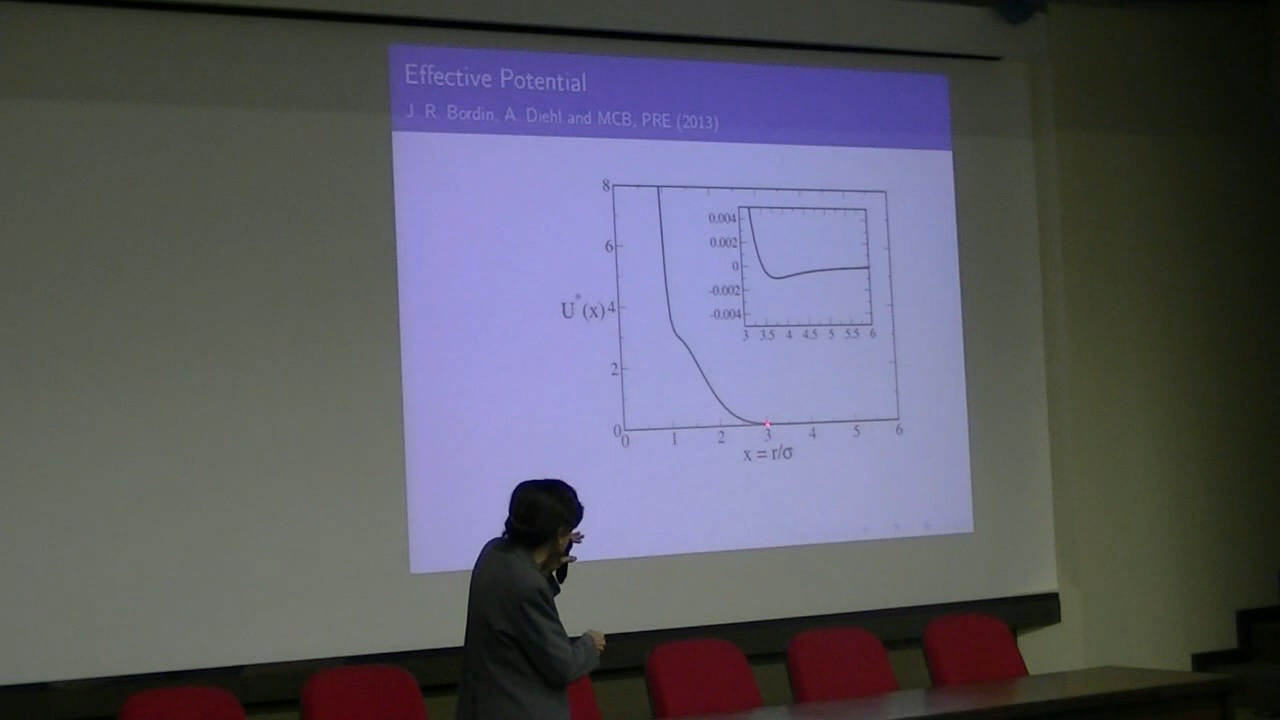 Effective Potential
J. R. Bordin, A. Diehl and MCB, PRE (2013)
8
6
4
2
0
U*(x)
0 1 2 3 4 5 6
x = r/σ
0.004
0.002
0
-0.002
-0.004
3 3.5 4 4.5 5 5.5 6